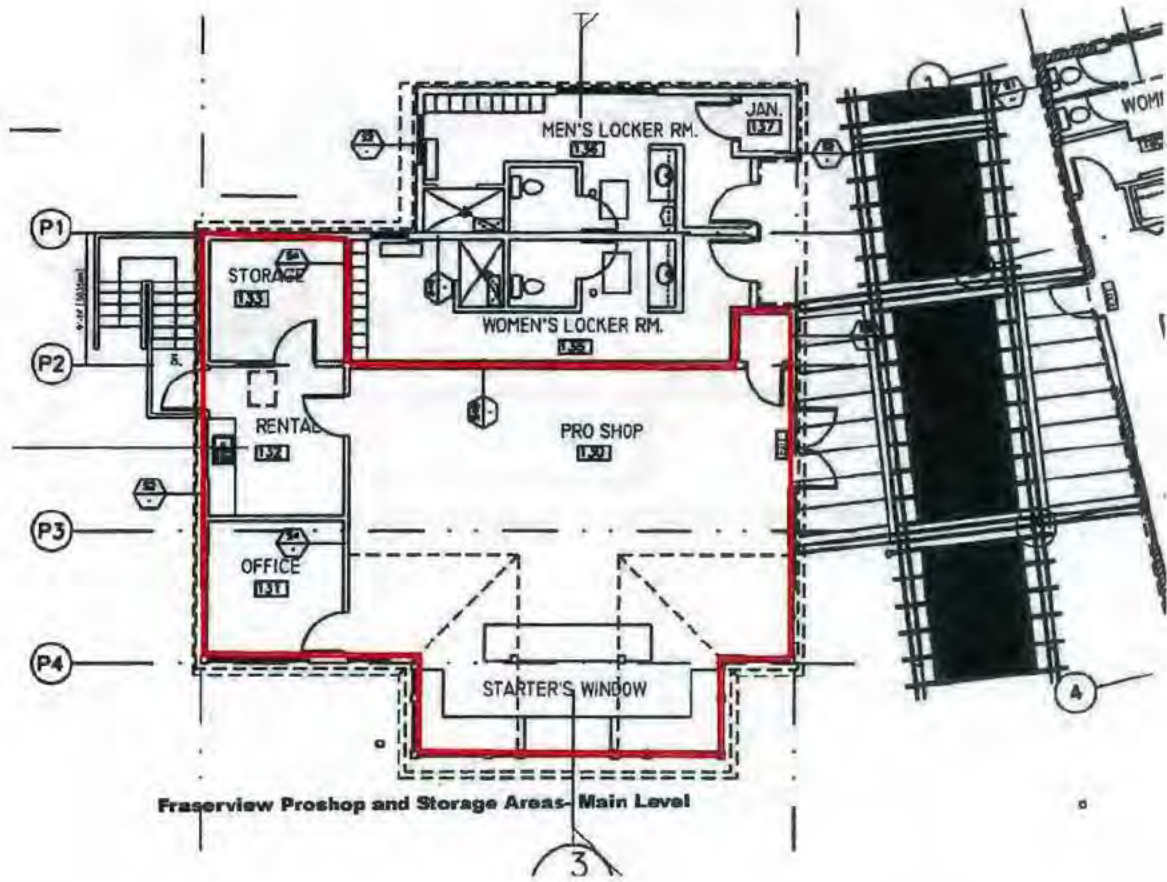 1
WOM
JAN.
137
MEN'S LOCKER RM.
136
P1
STORAGE
133
WOMEN'S LOCKER RM.
135
P2
RENTAL
132
PRO SHOP
130
P3
OFFICE
131
P4
STARTER'S WINDOW
4
Fraserview Proshop and Storage Areas- Main Level
3